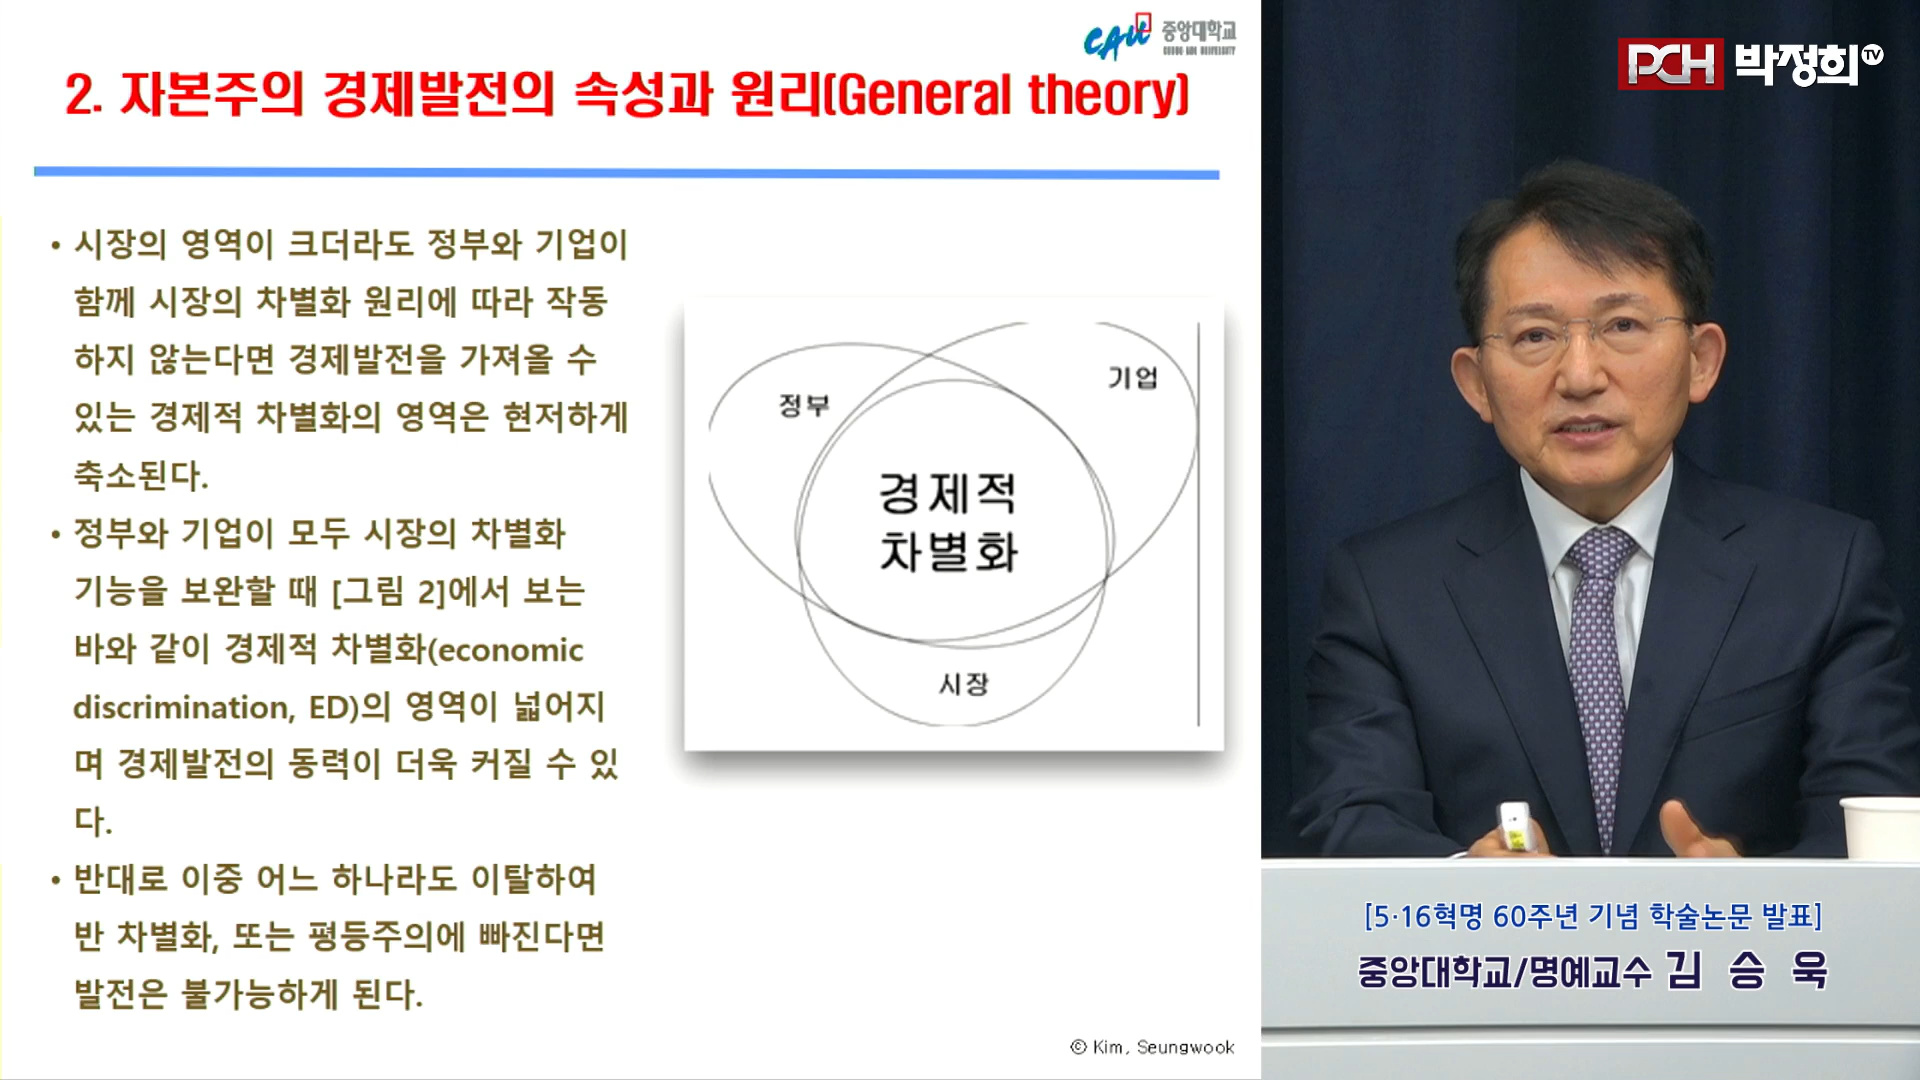 CAU 중앙대학교
CHUNG-ANG UNIVERSITY
2. 자본주의 경제발전의 속성과 원리(General theory)
• 시장의 영역이 크더라도 정부와 기업이
함께 시장의 차별화 원리에 따라 작동
하지 않는다면 경제발전을 가져올 수
있는 경제적 차별화의 영역은 현저하게
축소된다.
• 정부와 기업이 모두 시장의 차별화
기능을 보완할 때 [그림 2]에서 보는
바와 같이 경제적 차별화(economic
discrimination, ED)의 영역이 넓어지
며 경제발전의 동력이 더욱 커질 수 있
다.
• 반대로 이중 어느 하나라도 이탈하여
반 차별화, 또는 평등주의에 빠진다면
발전은 불가능하게 된다.
정부
기업
경제적
차별화
시장
© Kim, Seungwook
PCH 박정희 TV
[5·16혁명 60주년 기념 학술논문 발표]
중앙대학교/명예교수 김 승 욱